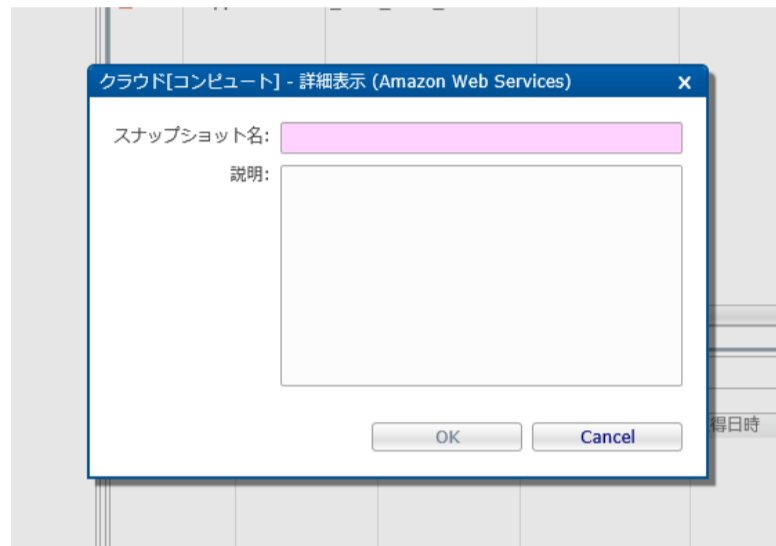 クラウド[コンピュート] - 詳細表示 (Amazon Web Services)
スナップショット名:
説明:
OK
Cancel
得日時